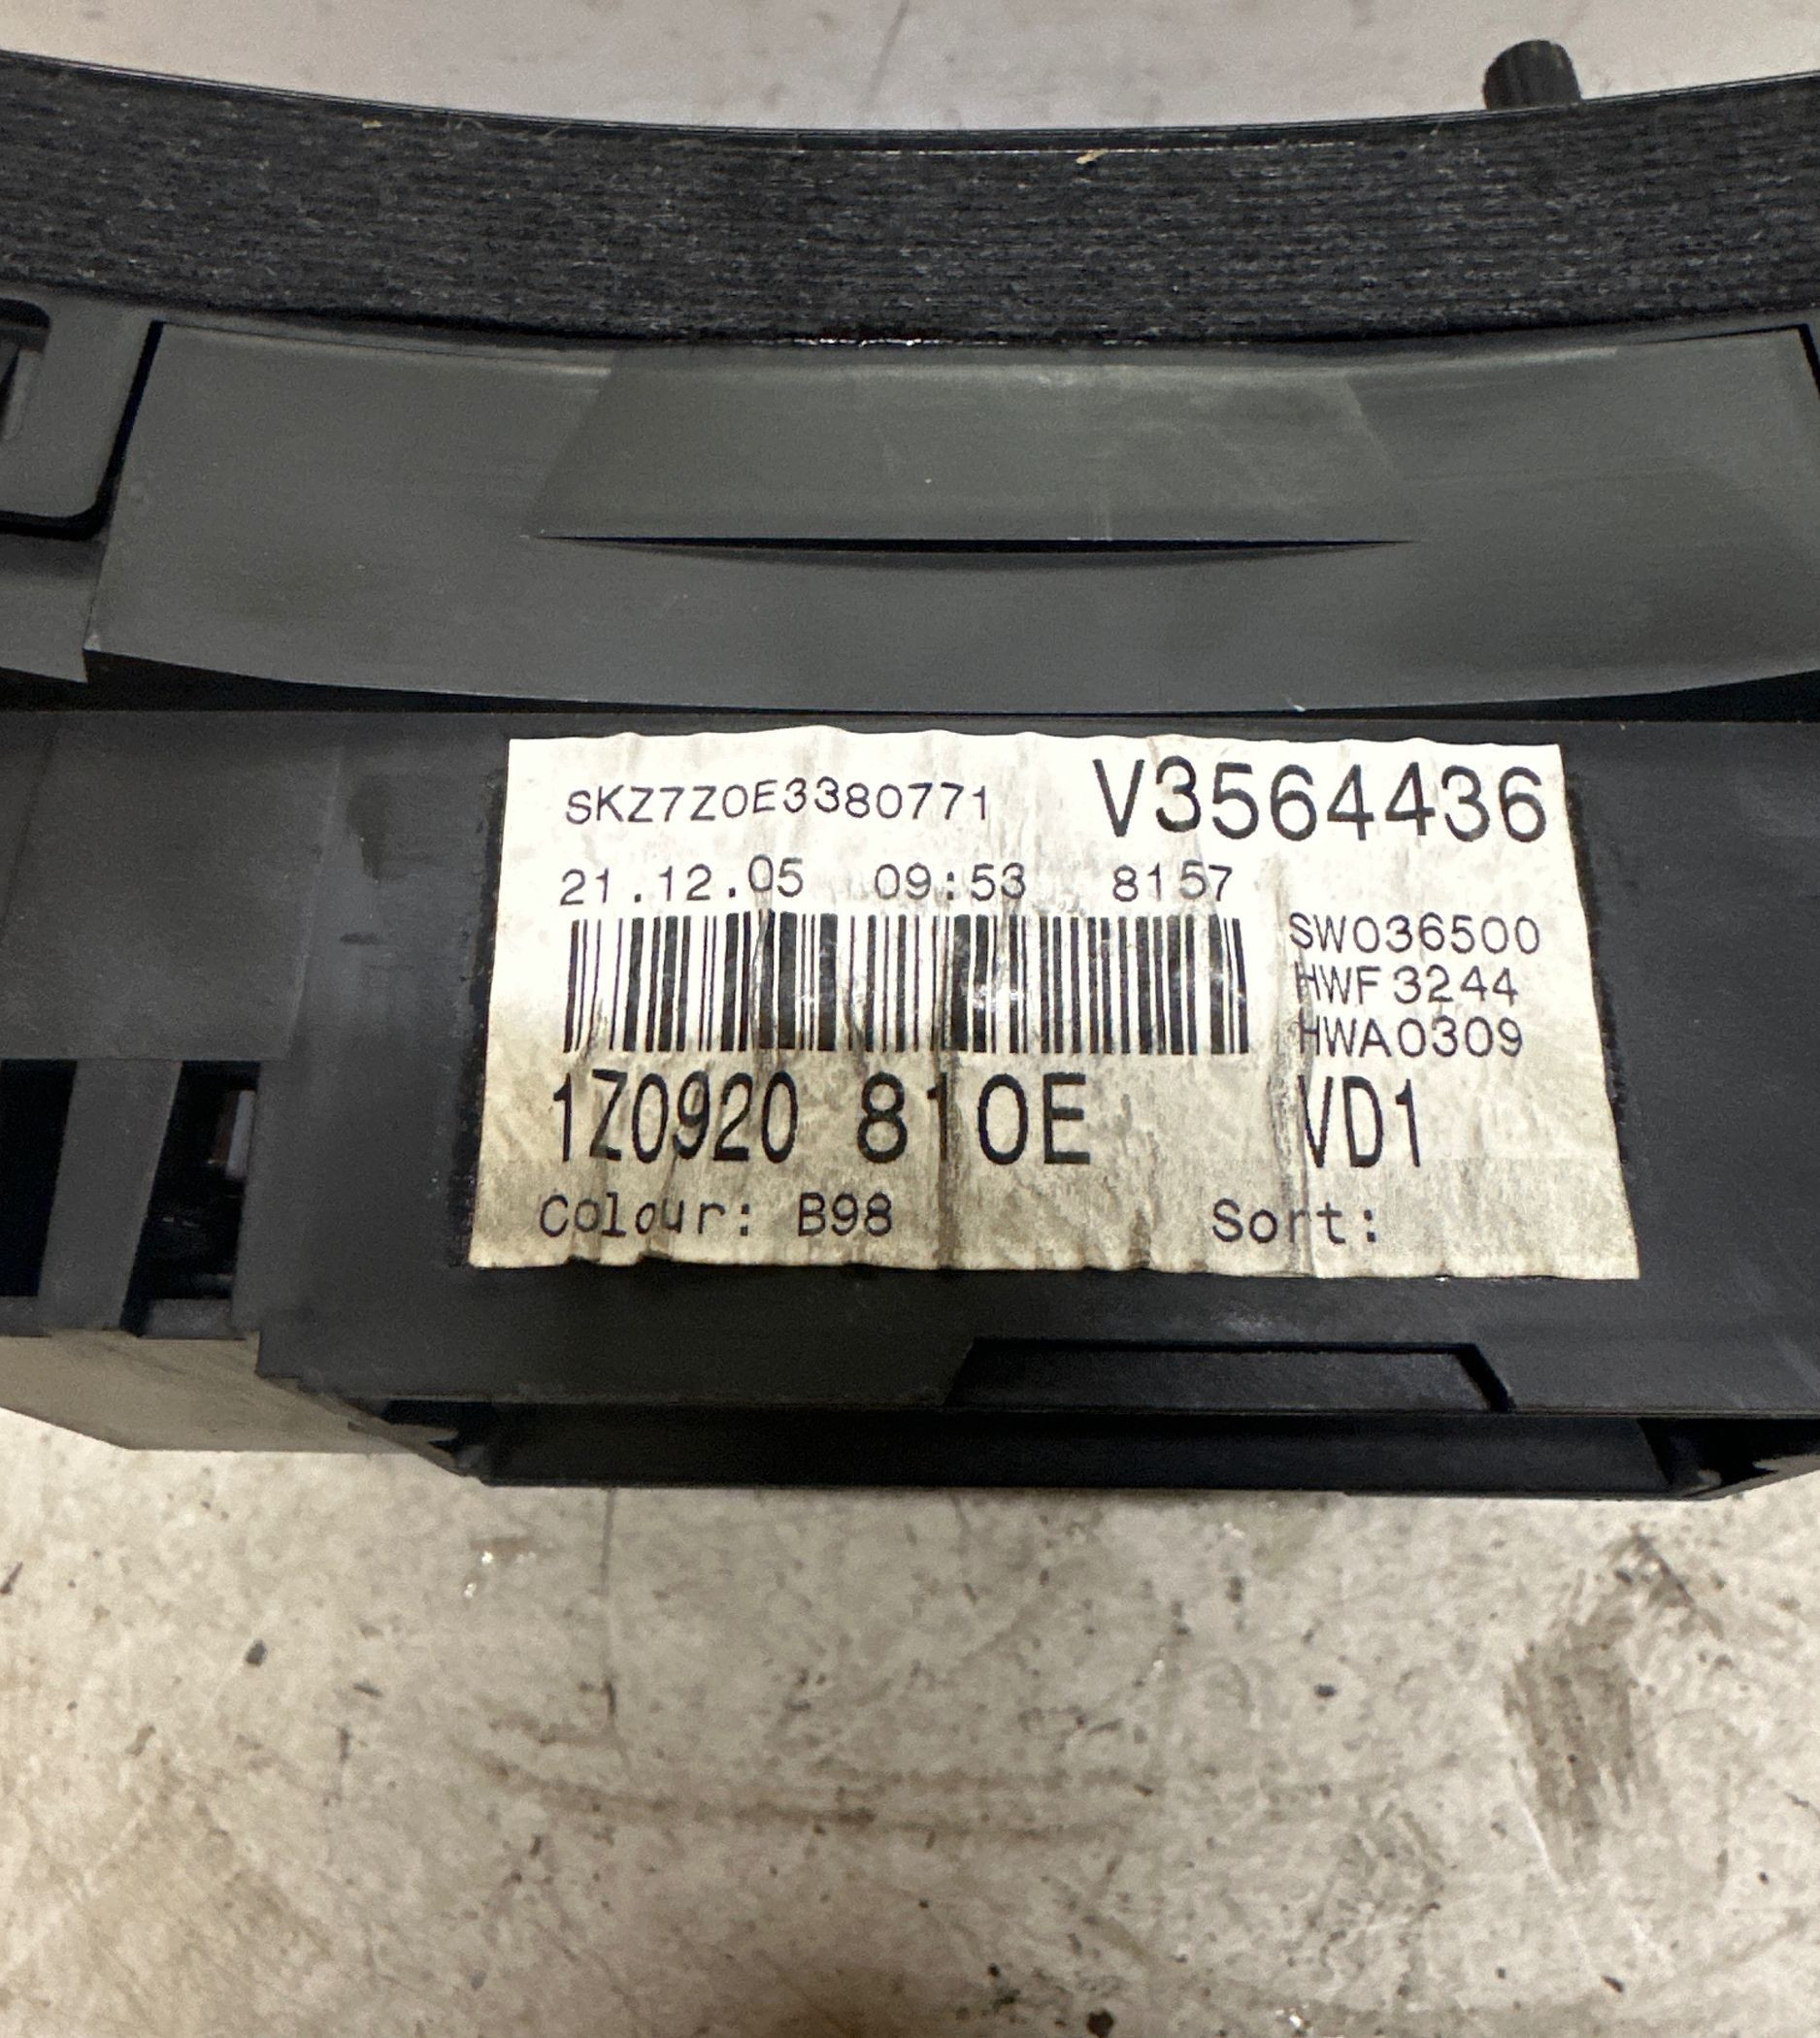 SKZ7Z0E3380771 V3564436
21.12.05 09:53 8157
SW036500
HWF3244
HWA0309
1Z0920 810E VD1
Colour: B98 Sort: